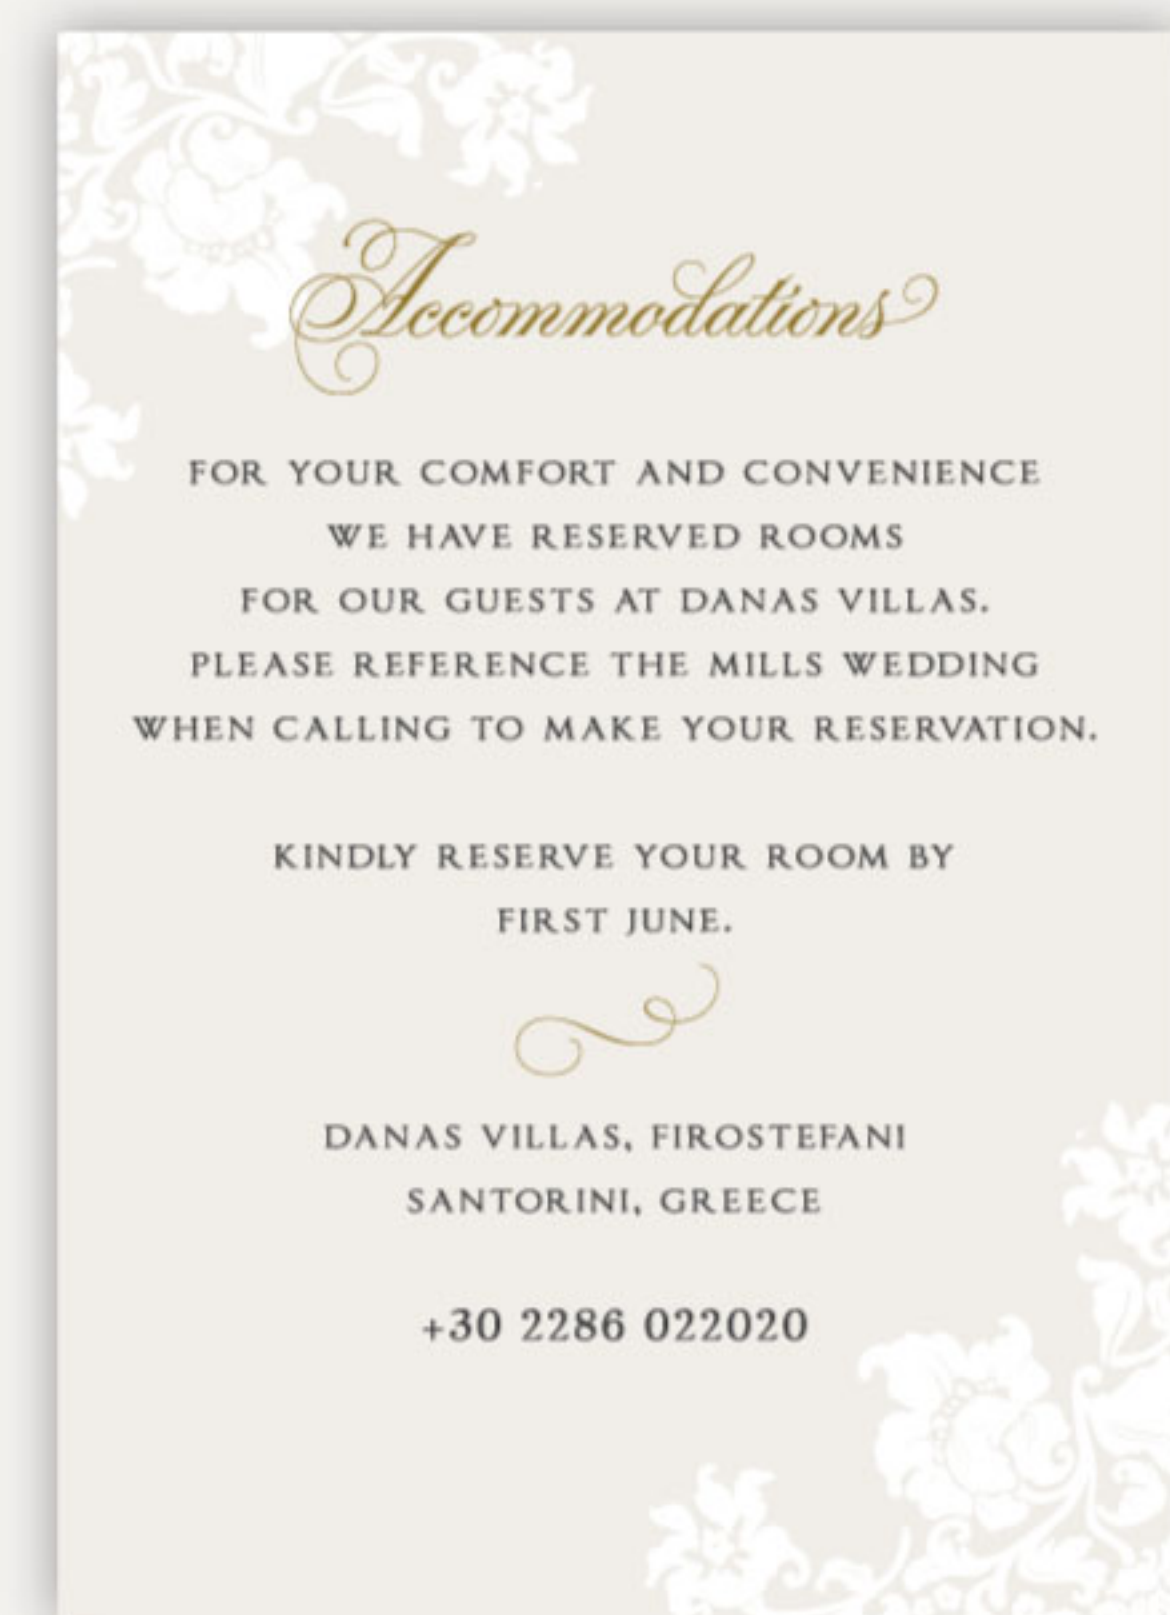 Accommodations
FOR YOUR COMFORT AND CONVENIENCE
WE HAVE RESERVED ROOMS
FOR OUR GUESTS AT DANAS VILLAS.
PLEASE REFERENCE THE MILLS WEDDING
WHEN CALLING TO MAKE YOUR RESERVATION.
KINDLY RESERVE YOUR ROOM BY
FIRST JUNE.
DANAS VILLAS, FIROSTEFANI
SANTORINI, GREECE
+30 2286 022020